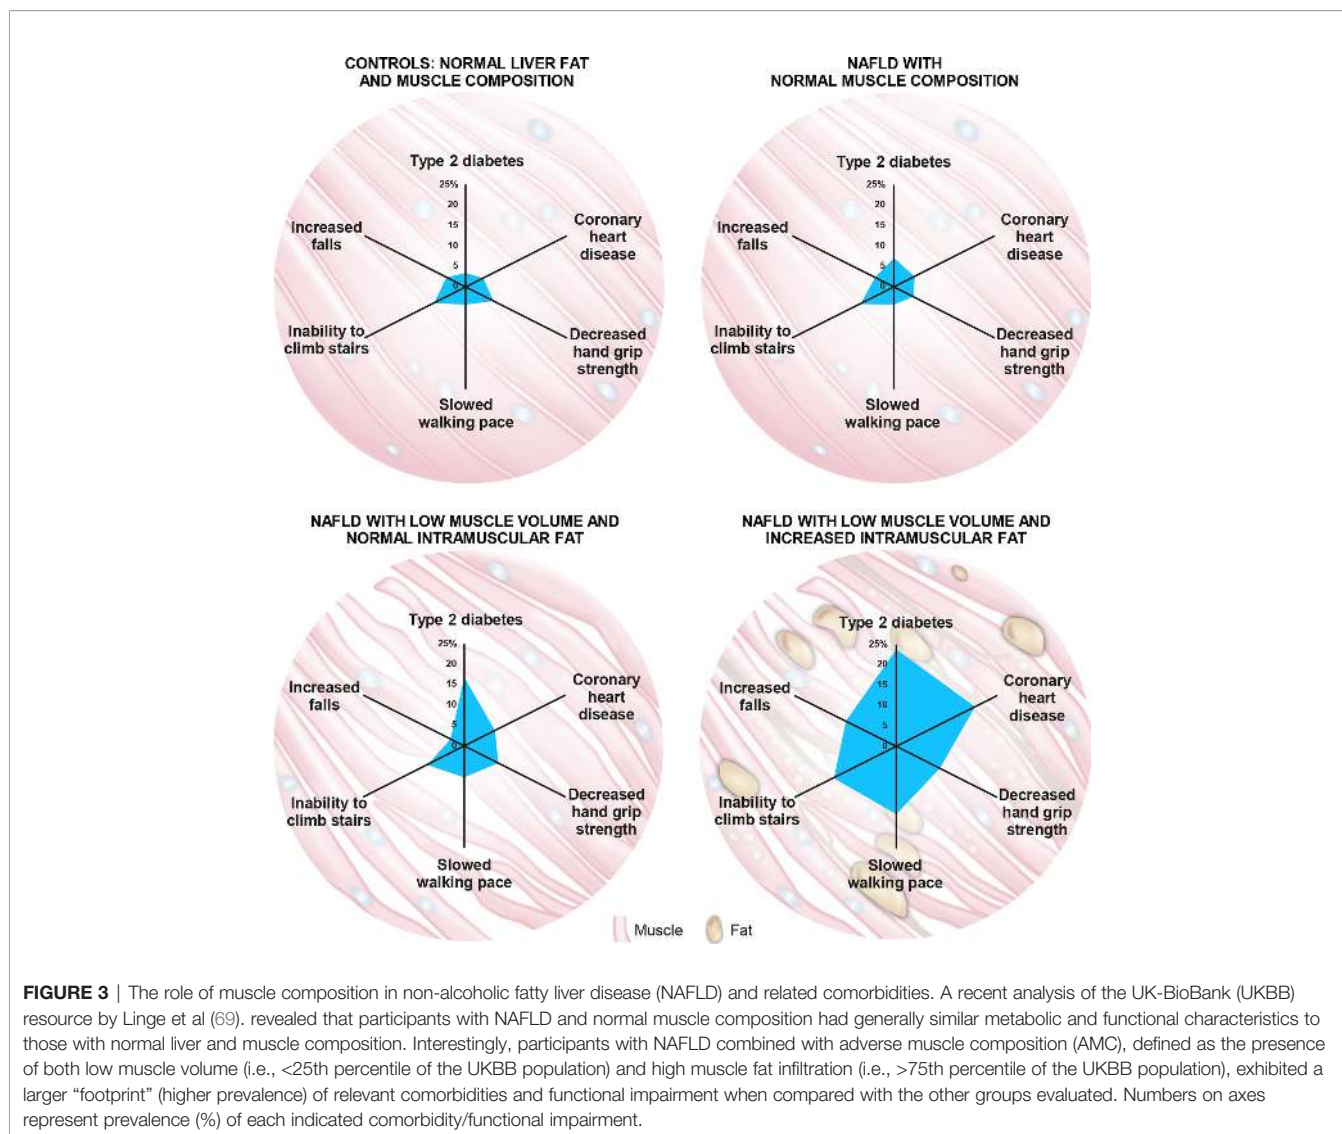 CONTROLS: NORMAL LIVER FAT
AND MUSCLE COMPOSITION
Type 2 diabetes
25%
20
15
10
5
0
Coronary
heart
disease
Increased
falls
Inability to
climb stairs
Decreased
hand grip
strength
Slowed
walking pace
NAFLD WITH
NORMAL MUSCLE COMPOSITION
Type 2 diabetes
25%
20
15
10
5
0
Coronary
heart
disease
Increased
falls
Inability to
climb stairs
Decreased
hand grip
strength
Slowed
walking pace
NAFLD WITH LOW MUSCLE VOLUME AND
NORMAL INTRAMUSCULAR FAT
Type 2 diabetes
25%
20
15
10
5
0
Coronary
heart
disease
Increased
falls
Inability to
climb stairs
Decreased
hand grip
strength
Slowed
walking pace
NAFLD WITH LOW MUSCLE VOLUME AND
INCREASED INTRAMUSCULAR FAT
Type 2 diabetes
25%
20
15
10
5
0
Coronary
heart
disease
Increased
falls
Inability to
climb stairs
Decreased
hand grip
strength
Slowed
walking pace
Muscle
Fat
FIGURE 3 | The role of muscle composition in non-alcoholic fatty liver disease (NAFLD) and related comorbidities. A recent analysis of the UK-BioBank (UKBB)
resource by Linge et al (69). revealed that participants with NAFLD and normal muscle composition had generally similar metabolic and functional characteristics to
those with normal liver and muscle composition. Interestingly, participants with NAFLD combined with adverse muscle composition (AMC), defined as the presence
of both low muscle volume (i.e., <25th percentile of the UKBB population) and high muscle fat infiltration (i.e., >75th percentile of the UKBB population), exhibited a
larger “footprint” (higher prevalence) of relevant comorbidities and functional impairment when compared with the other groups evaluated. Numbers on axes
represent prevalence (%) of each indicated comorbidity/functional impairment.